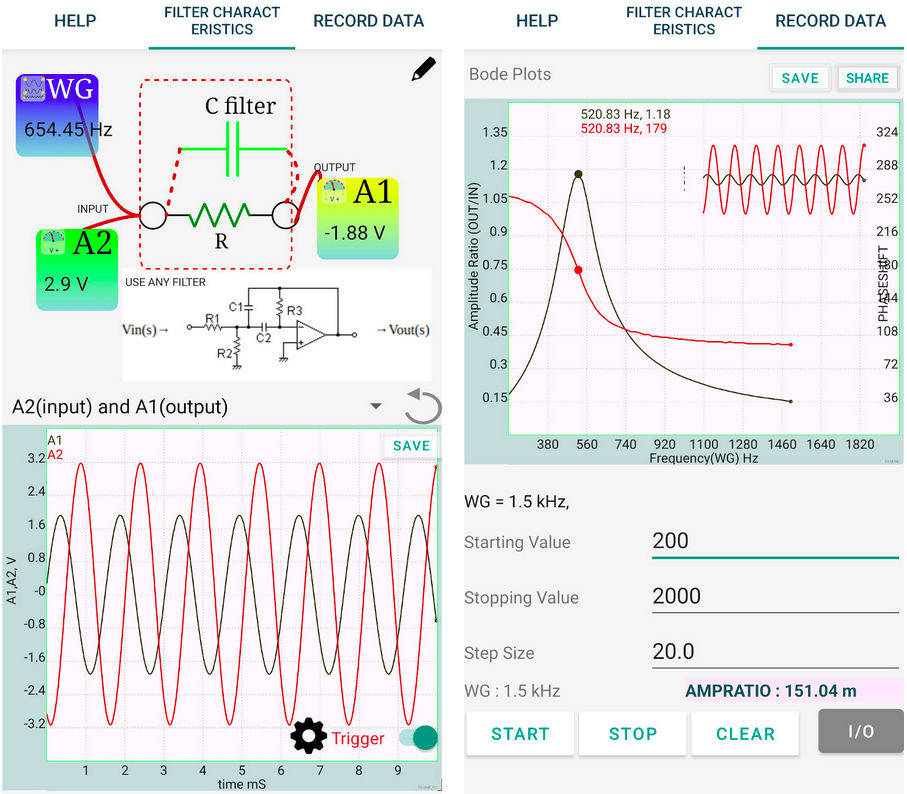 HELP
FILTER CHARACT
ERISTICS
RECORD DATA
WG
654.45 Hz
C filter
INPUT
R
OUTPUT
A1
-1.88 V
A2
2.9 V
USE ANY FILTER
Vin(s)→
R1
R2
C1
C2
R3
→Vout(s)
A2(input) and A1(output)
SAVE
A1
A2
3.2
2.4
1.6
0.8
-0
-0.8
-1.6
-2.4
-3.2
A1,A2, V
Trigger
1 2 3 4 5 6 7 8 9
time mS
HELP
FILTER CHARACT
ERISTICS
RECORD DATA
Bode Plots
SAVE
SHARE
520.83 Hz, 1.18
520.83 Hz, 179
1.35
1.2
1.05
0.9
0.75
0.6
0.45
0.3
0.15
Amplitude Ratio (OUT/IN)
324
288
252
216
180
144
108
72
36
PHASESHIFT
380 560 740 920 1100 1280 1460 1640 1820
Frequency(WG) Hz
WG = 1.5 kHz,
Starting Value 200
Stopping Value 2000
Step Size 20.0
WG : 1.5 kHz
AMPRATIO : 151.04 m
START
STOP
CLEAR
I/O